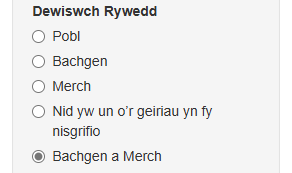 Dewiswch Rywedd
Pobl
Bachgen
Merch
Nid yw un o'r geiriau yn fy
nisgrifio
Bachgen a Merch